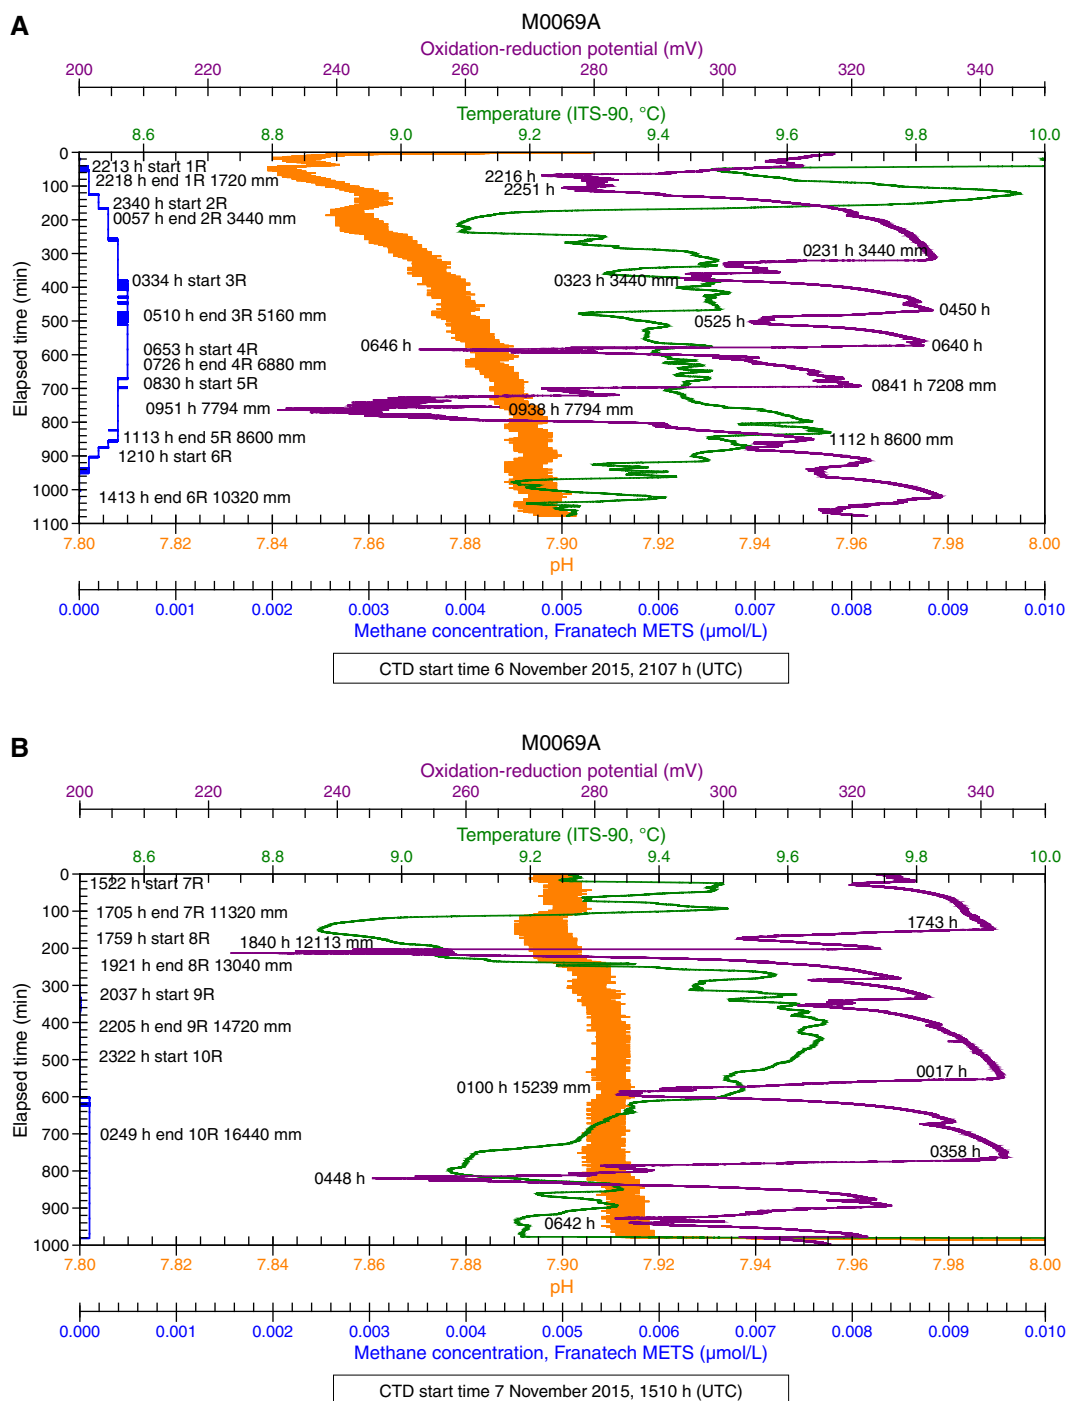 A
M0069A
Oxidation-reduction potential (mV)
200 220 240 260 280 300 320 340
Temperature (ITS-90, °C)
8.6 8.8 9.0 9.2 9.4 9.6 9.8 10.0
Elapsed time (min)
0
100
200
300
400
500
600
700
800
900
1000
1100
2213 h start 1R
2218 h end 1R 1720 mm
2340 h start 2R
0057 h end 2R 3440 mm
0334 h start 3R
0510 h end 3R 5160 mm
0653 h start 4R
0726 h end 4R 6880 mm
0830 h start 5R
0951 h 7794 mm
1113 h end 5R 8600 mm
1210 h start 6R
1413 h end 6R 10320 mm
2216 h
2251 h
0231 h 3440 mm
0323 h 3440 mm
0450 h
0525 h
0646 h
0640 h
0841 h 7208 mm
0938 h 7794 mm
1112 h 8600 mm
7.80 7.82 7.84 7.86 7.88 7.90 7.92 7.94 7.96 7.98 8.00
pH
0.000 0.001 0.002 0.003 0.004 0.005 0.006 0.007 0.008 0.009 0.010
Methane concentration, Franatech METS (µmol/L)
CTD start time 6 November 2015, 2107 h (UTC)
B
M0069A
Oxidation-reduction potential (mV)
200 220 240 260 280 300 320 340
Temperature (ITS-90, °C)
8.6 8.8 9.0 9.2 9.4 9.6 9.8 10.0
Elapsed time (min)
0
100
200
300
400
500
600
700
800
900
1000
1522 h start 7R
1705 h end 7R 11320 mm
1759 h start 8R
1840 h 12113 mm
1921 h end 8R 13040 mm
2037 h start 9R
2205 h end 9R 14720 mm
2322 h start 10R
0249 h end 10R 16440 mm
1743 h
0017 h
0100 h 15239 mm
0358 h
0448 h
0642 h
7.80 7.82 7.84 7.86 7.88 7.90 7.92 7.94 7.96 7.98 8.00
pH
0.000 0.001 0.002 0.003 0.004 0.005 0.006 0.007 0.008 0.009 0.010
Methane concentration, Franatech METS (µmol/L)
CTD start time 7 November 2015, 1510 h (UTC)